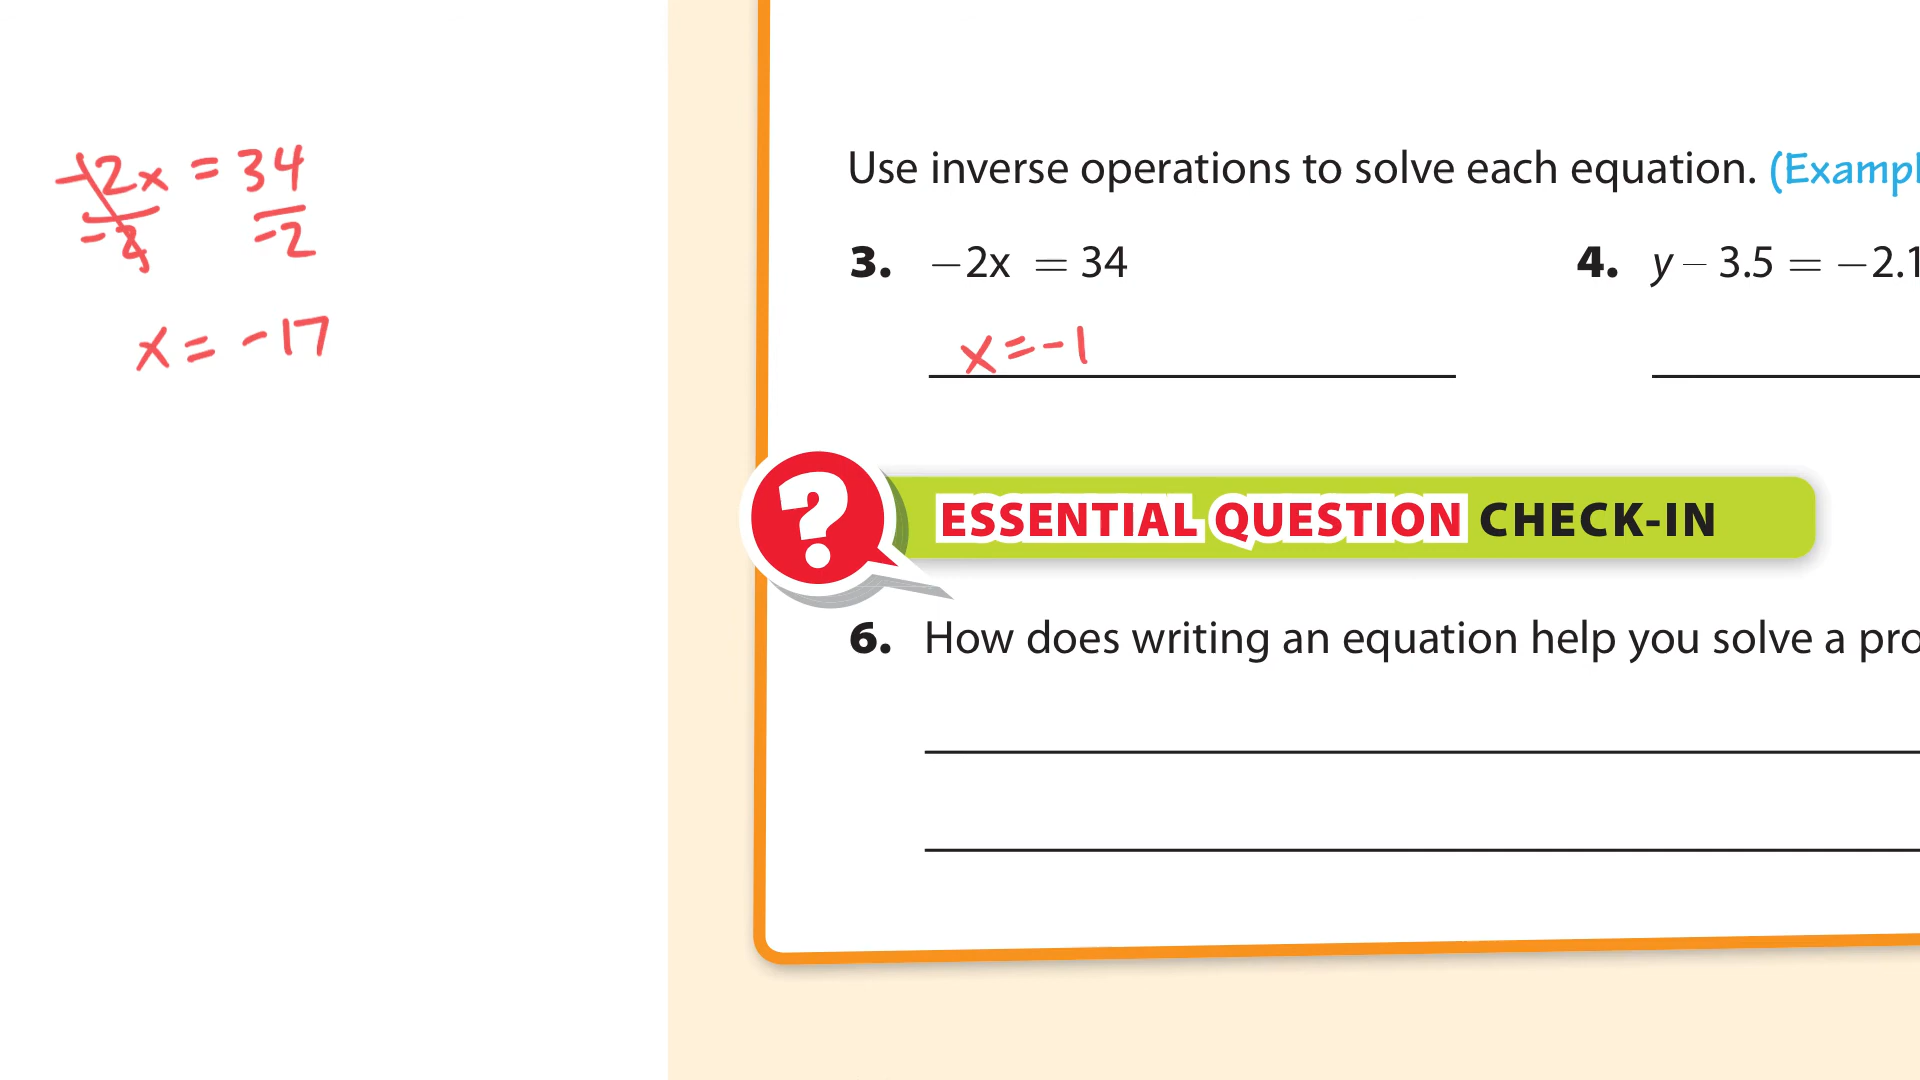 -2x = 34
-2 -2
x = -17
Use inverse operations to solve each equation. (Exampl
3. −2x = 34
4. y − 3.5 = −2.1
x = -1
?
ESSENTIAL QUESTION CHECK-IN
6. How does writing an equation help you solve a pro